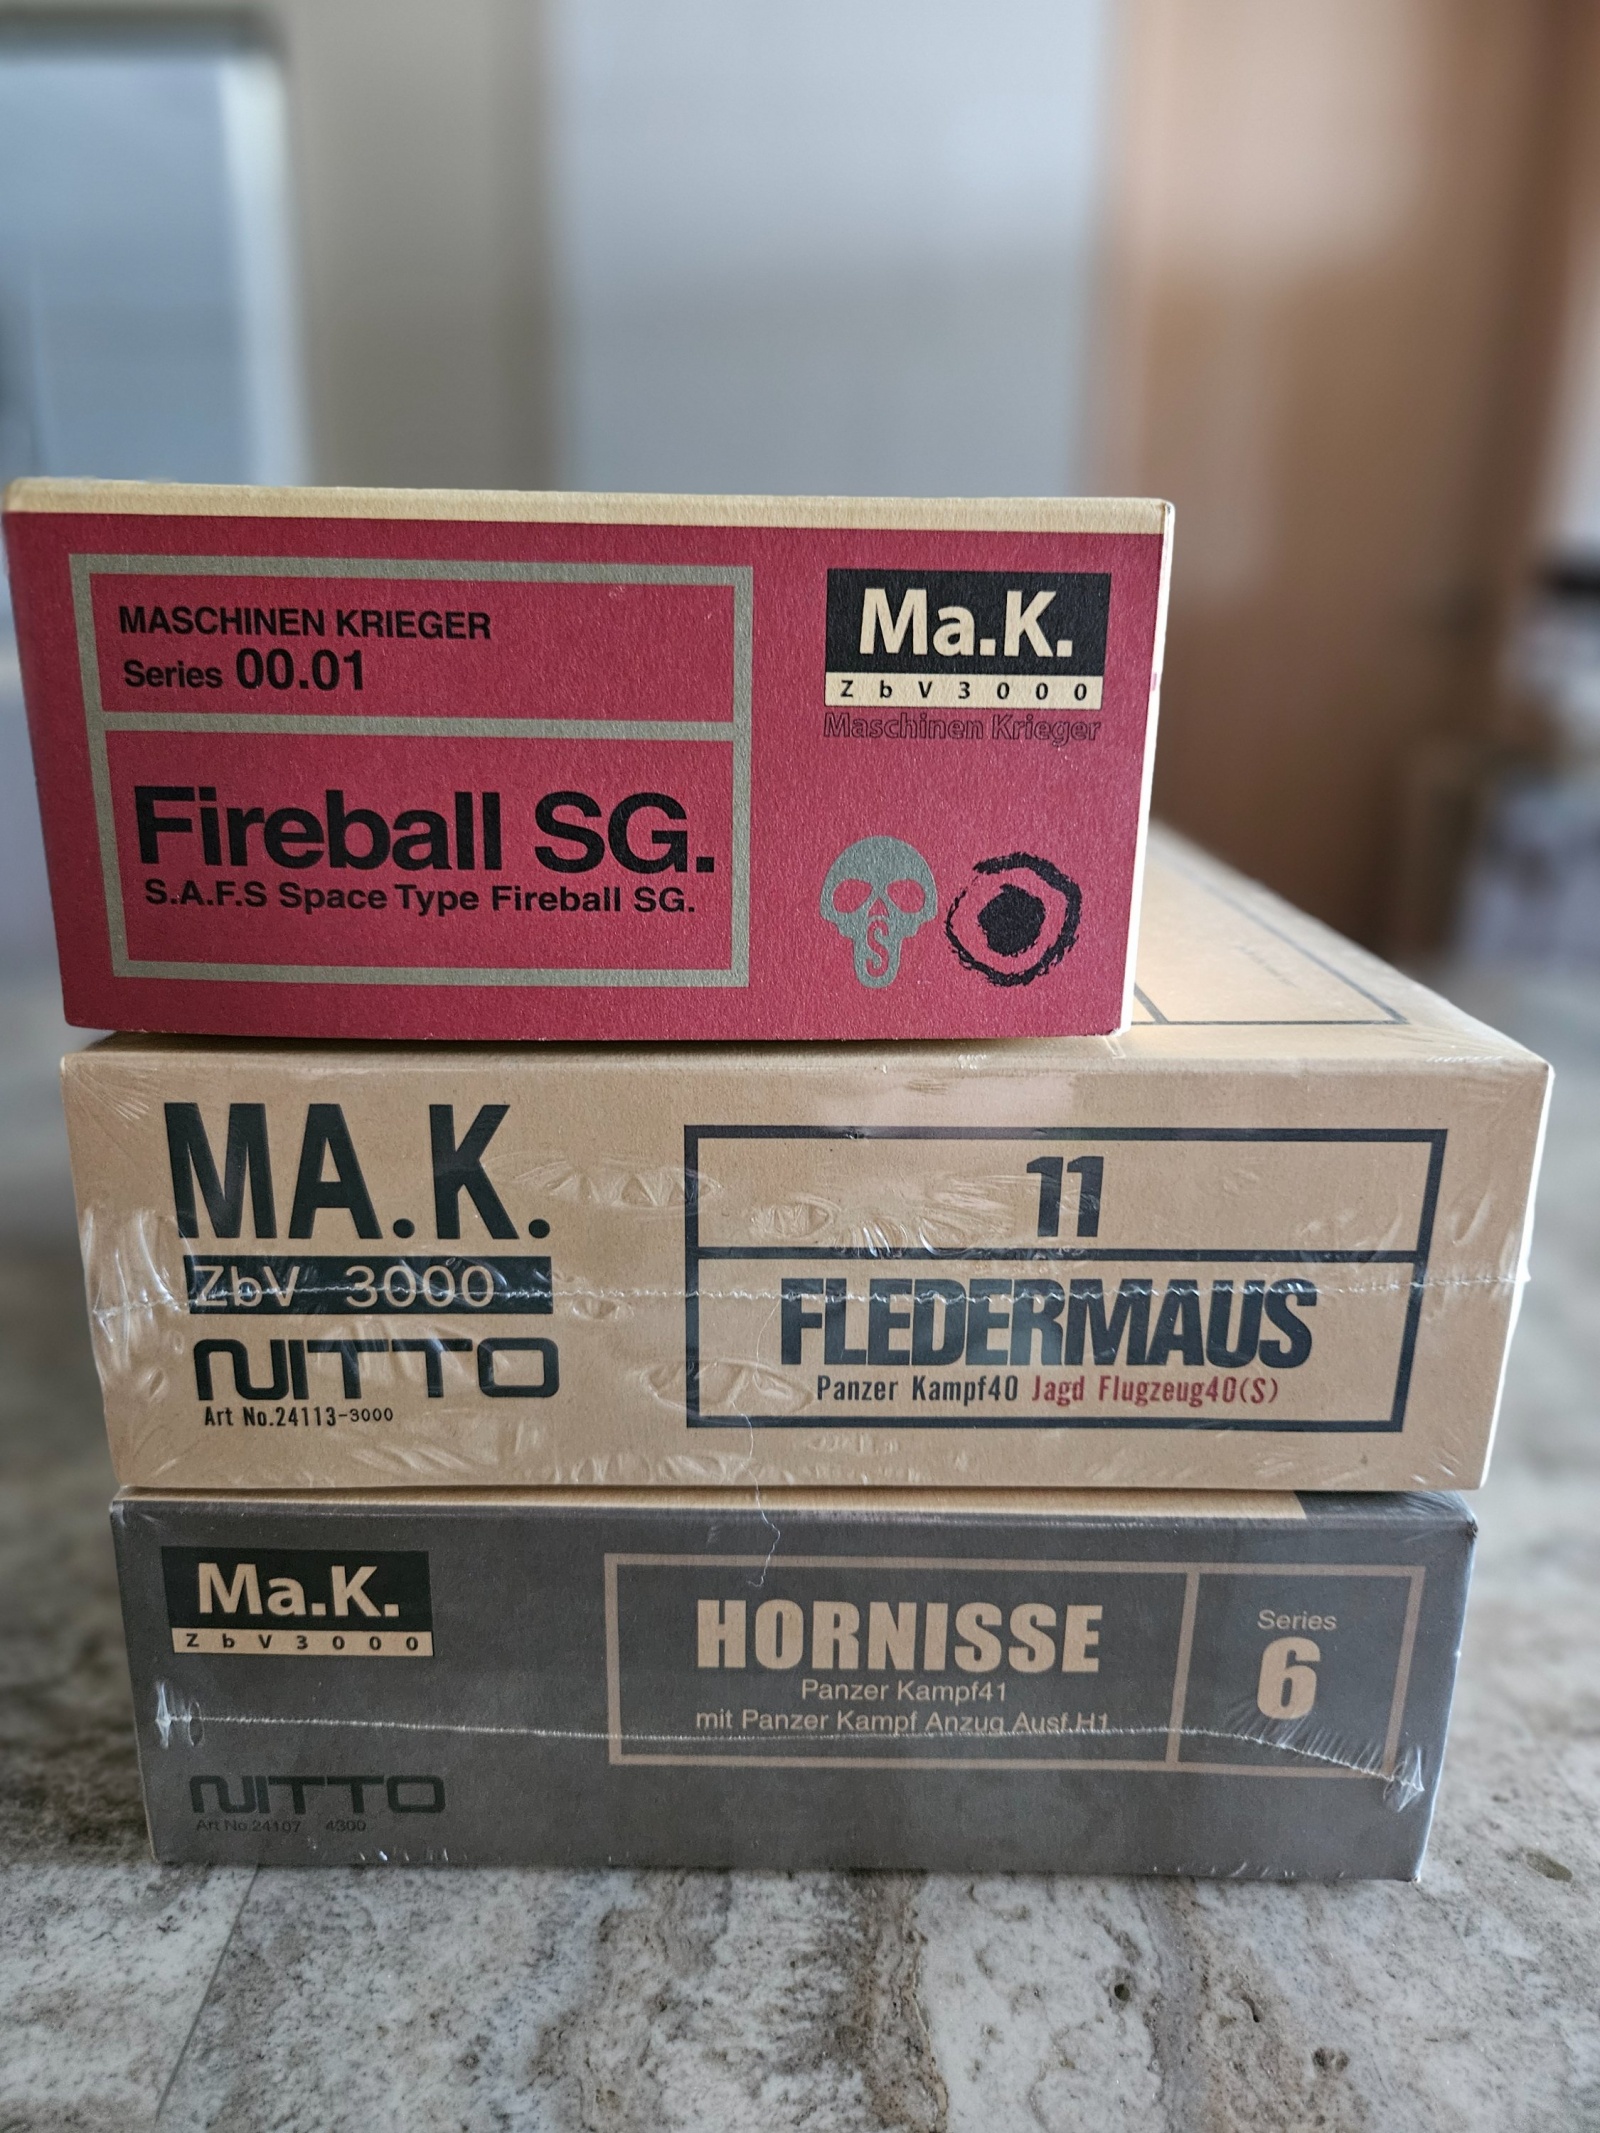 MASCHINEN KRIEGER
Series 00.01
Fireball SG.
S.A.F.S Space Type Fireball SG.
Ma.K.
ZbV3000
Maschinen Krieger
S
MA.K.
ZbV 3000
NITTO
Art No.24113-3000
11
FLEDERMAUS
Panzer Kampf40 Jagd Flugzeug40(S)
Ma.K.
ZbV3000
NITTO
Art No.24107 4300
HORNISSE
Panzer Kampf41
mit Panzer Kampf Anzug Ausf.H1
Series
6